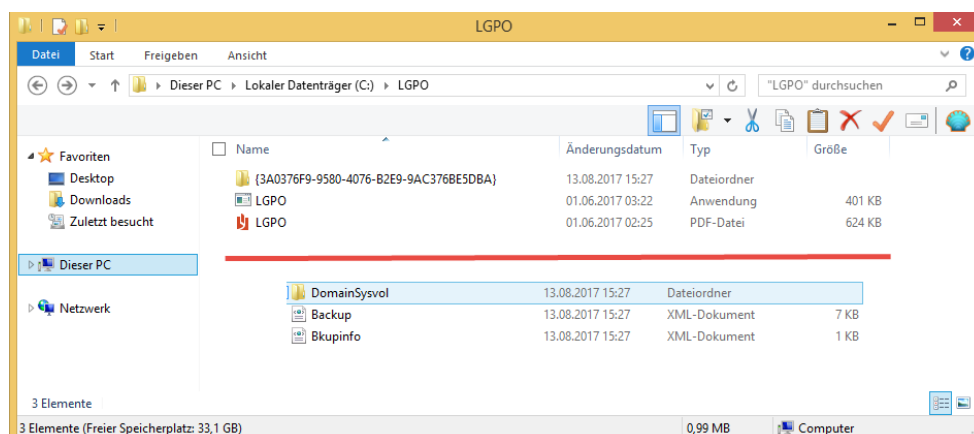 LGPO
Datei Start Freigeben Ansicht
Dieser PC Lokaler Datenträger (C:) LGPO "LGPO" durchsuchen
Favoriten
Desktop
Downloads
Zuletzt besucht
Dieser PC
Netzwerk
Name Änderungsdatum Typ Größe
{3A0376F9-9580-4076-B2E9-9AC376BE5DBA} 13.08.2017 15:27 Dateiordner
LGPO 01.06.2017 03:22 Anwendung 401 KB
LGPO 01.06.2017 02:25 PDF-Datei 624 KB
DomainSysvol 13.08.2017 15:27 Dateiordner
Backup 13.08.2017 15:27 XML-Dokument 7 KB
Bkupinfo 13.08.2017 15:27 XML-Dokument 1 KB
3 Elemente
3 Elemente (Freier Speicherplatz: 33,1 GB) 0,99 MB Computer